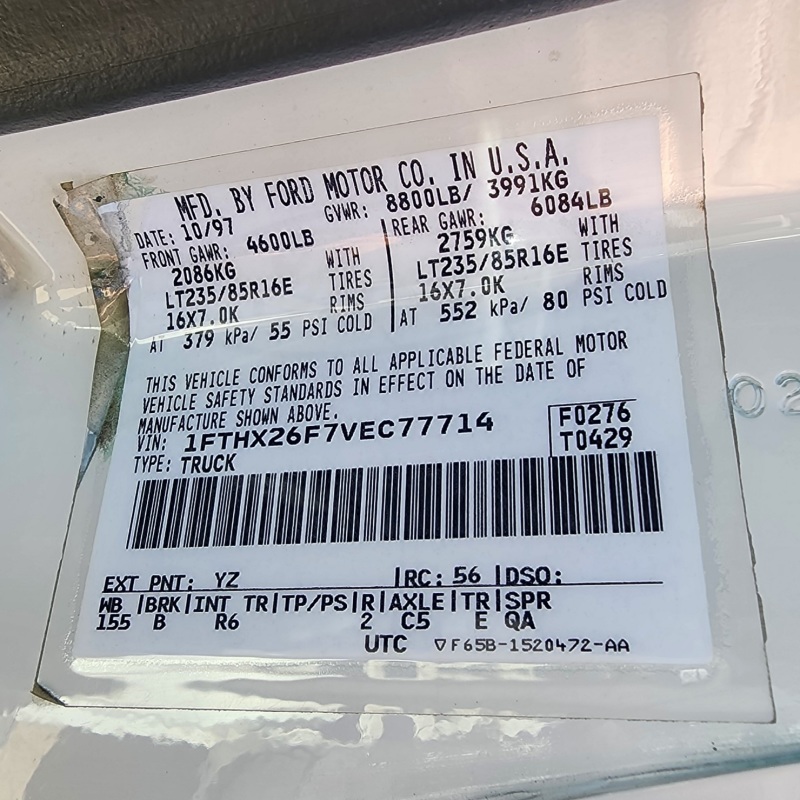 MFD. BY FORD MOTOR CO. IN U.S.A.
DATE: 10/97 GVWR: 8800LB/ 3991KG
FRONT GAWR: 4600LB REAR GAWR: 6084LB
2086KG WITH 2759KG WITH
LT235/85R16E TIRES LT235/85R16E TIRES
16X7.0K RIMS 16X7.0K RIMS
AT 379 kPa/ 55 PSI COLD AT 552 kPa/ 80 PSI COLD
THIS VEHICLE CONFORMS TO ALL APPLICABLE FEDERAL MOTOR
VEHICLE SAFETY STANDARDS IN EFFECT ON THE DATE OF
MANUFACTURE SHOWN ABOVE.
VIN: 1FTHX26F7VEC77714 F0276
TYPE: TRUCK T0429
EXT PNT: YZ |RC: 56 |DSO:
WB |BRK|INT TR|TP/PS|R|AXLE|TR|SPR
155 B R6 2 C5 E QA
UTC ▽F65B-1520472-AA
02